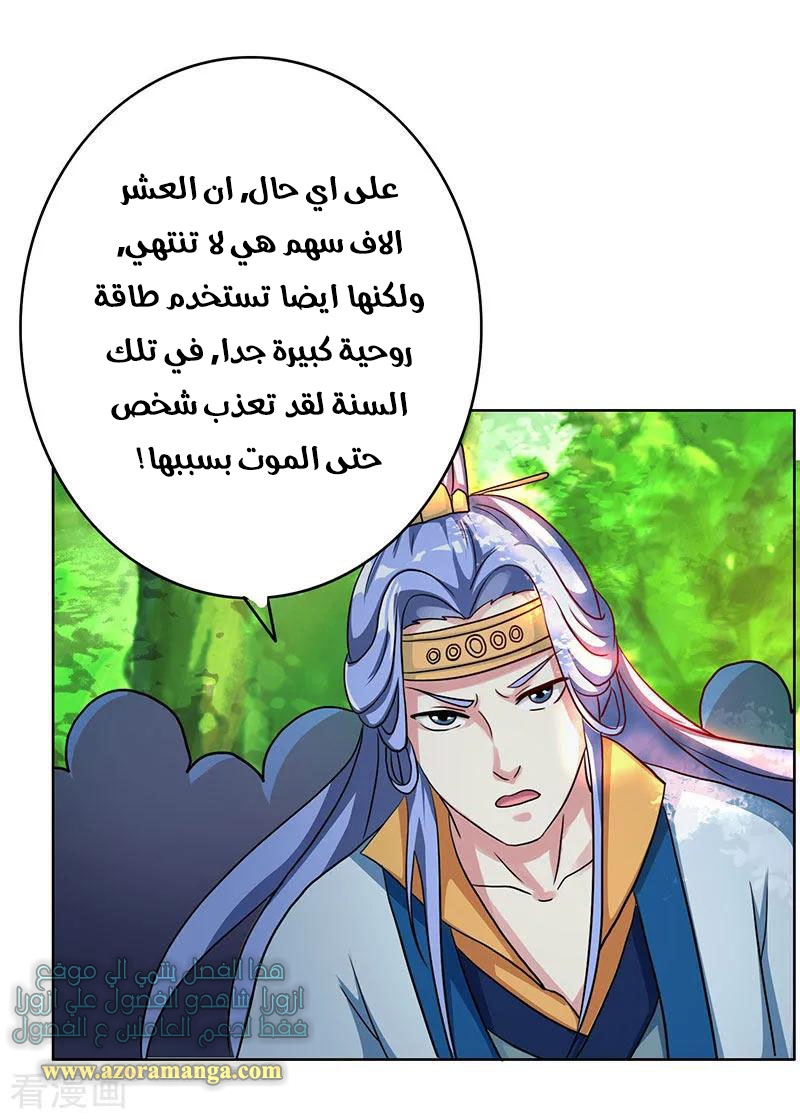 على اي حال, ان العشر
الاف سهم هي لا تنتهي,
ولكنها ايضا تستخدم طاقة
روحية كبيرة جدا, في تلك
السنة لقد تعذب شخص
حتى الموت بسببها!
هذا الفصل ينتمي الي موقع
ازورا شاهدو الفصول علي ازورا
فقط لدعم العاملين ع الفصول
www.azoramanga.com
看漫画